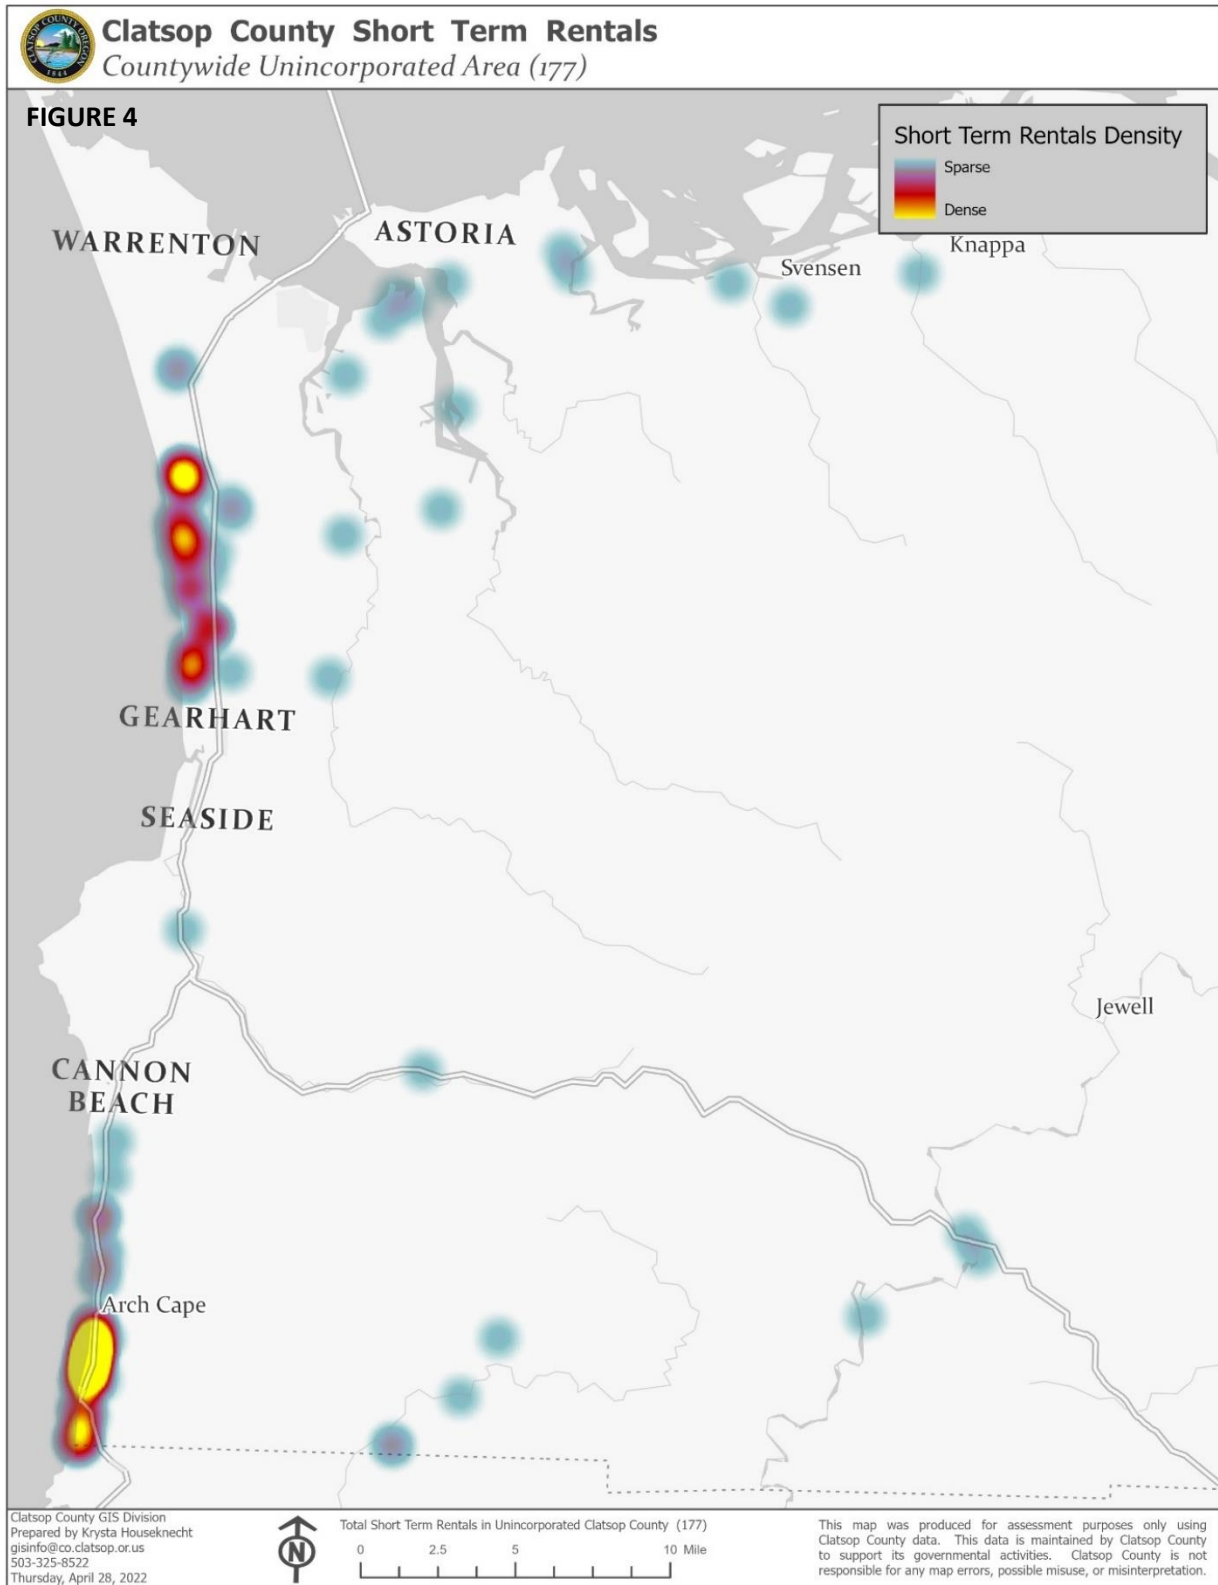 CLATSOP COUNTY OREGON
1844
Clatsop County Short Term Rentals
Countywide Unincorporated Area (177)
FIGURE 4
Short Term Rentals Density
Sparse
Dense
WARRENTON
ASTORIA
Knappa
Svensen
GEARHART
SEASIDE
Jewell
CANNON
BEACH
Arch Cape
Clatsop County GIS Division
Prepared by Krysta Houseknecht
gisinfo@co.clatsop.or.us
503-325-8522
Thursday, April 28, 2022
N
Total Short Term Rentals in Unincorporated Clatsop County (177)
0 2.5 5 10 Mile
This map was produced for assessment purposes only using
Clatsop County data. This data is maintained by Clatsop County
to support its governmental activities. Clatsop County is not
responsible for any map errors, possible misuse, or misinterpretation.